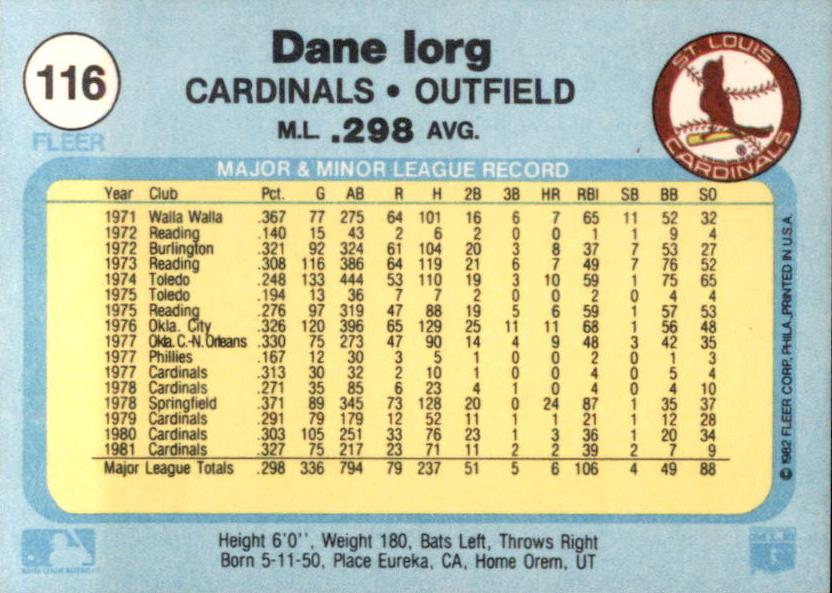 116
FLEER
Dane Iorg
CARDINALS • OUTFIELD
M.L. .298 AVG.
ST. LOUIS
CARDINALS
MAJOR & MINOR LEAGUE RECORD
Year Club Pct. G AB R H 2B 3B HR RBI SB BB SO
1971 Walla Walla .367 77 275 64 101 16 6 7 65 11 52 32
1972 Reading .140 15 43 2 6 2 0 0 1 1 9 4
1972 Burlington .321 92 324 61 104 20 3 8 37 7 53 27
1973 Reading .308 116 386 64 119 21 6 7 49 7 76 52
1974 Toledo .248 133 444 53 110 19 3 10 59 1 75 65
1975 Toledo .194 13 36 7 7 2 0 0 2 0 4 4
1975 Reading .276 97 319 47 88 19 5 6 59 1 57 53
1976 Okla. City .326 120 396 65 129 25 11 11 68 1 56 48
1977 Okla. C.-N. Orleans .330 75 273 47 90 14 4 9 48 3 42 35
1977 Phillies .167 12 30 3 5 1 0 0 2 0 1 3
1977 Cardinals .313 30 32 2 10 1 0 0 4 0 5 4
1978 Cardinals .271 35 85 6 23 4 1 0 4 0 4 10
1978 Springfield .371 89 345 73 128 20 0 24 87 1 35 37
1979 Cardinals .291 79 179 12 52 11 1 1 21 1 12 28
1980 Cardinals .303 105 251 33 76 23 1 3 36 1 20 34
1981 Cardinals .327 75 217 23 71 11 2 2 39 2 7 9
Major League Totals .298 336 794 79 237 51 5 6 106 4 49 88
© 1982 FLEER CORP. PHILA., PRINTED IN U.S.A.
Height 6'0'', Weight 180, Bats Left, Throws Right
Born 5-11-50, Place Eureka, CA, Home Orem, UT